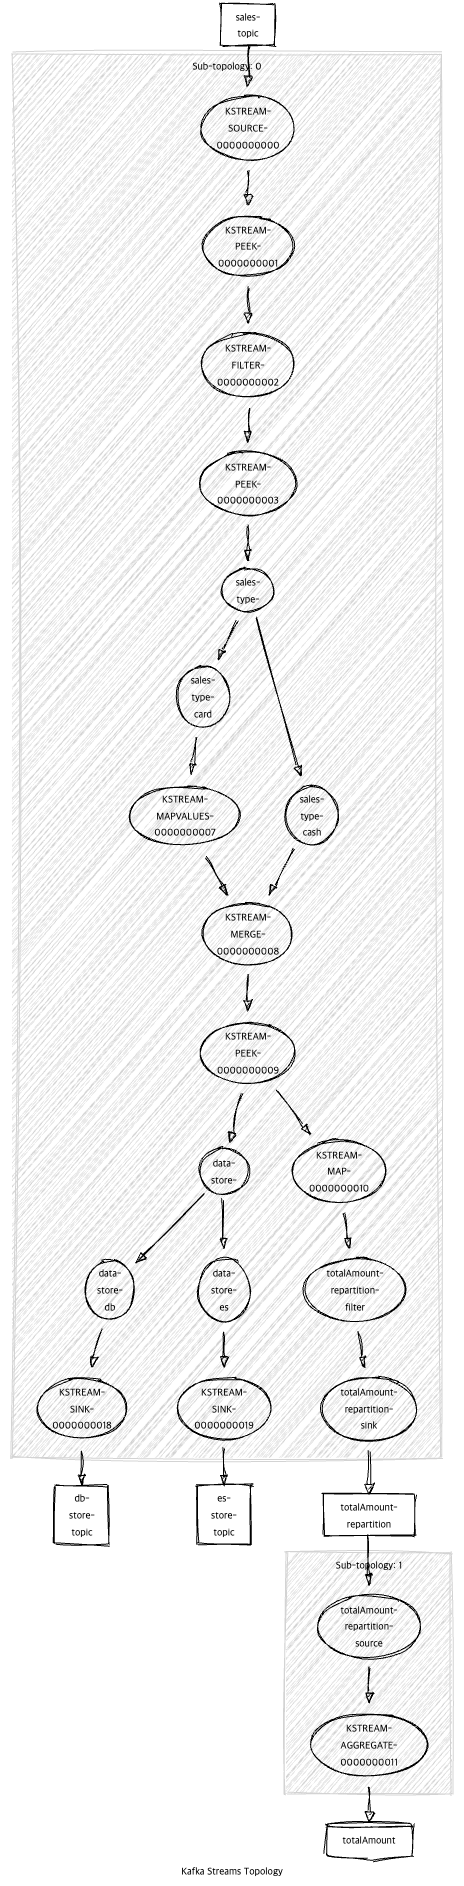 sales-
topic
Sub-topology: 0
KSTREAM-
SOURCE-
0000000000
KSTREAM-
PEEK-
0000000001
KSTREAM-
FILTER-
0000000002
KSTREAM-
PEEK-
0000000003
sales-
type-
sales-
type-
card
KSTREAM-
MAPVALUES-
0000000007
sales-
type-
cash
KSTREAM-
MERGE-
0000000008
KSTREAM-
PEEK-
0000000009
data-
store-
KSTREAM-
MAP-
0000000010
data-
store-
db
data-
store-
es
totalAmount-
repartition-
filter
KSTREAM-
SINK-
0000000018
KSTREAM-
SINK-
0000000019
totalAmount-
repartition-
sink
db-
store-
topic
es-
store-
topic
totalAmount-
repartition
Sub-topology: 1
totalAmount-
repartition-
source
KSTREAM-
AGGREGATE-
0000000011
totalAmount
Kafka Streams Topology